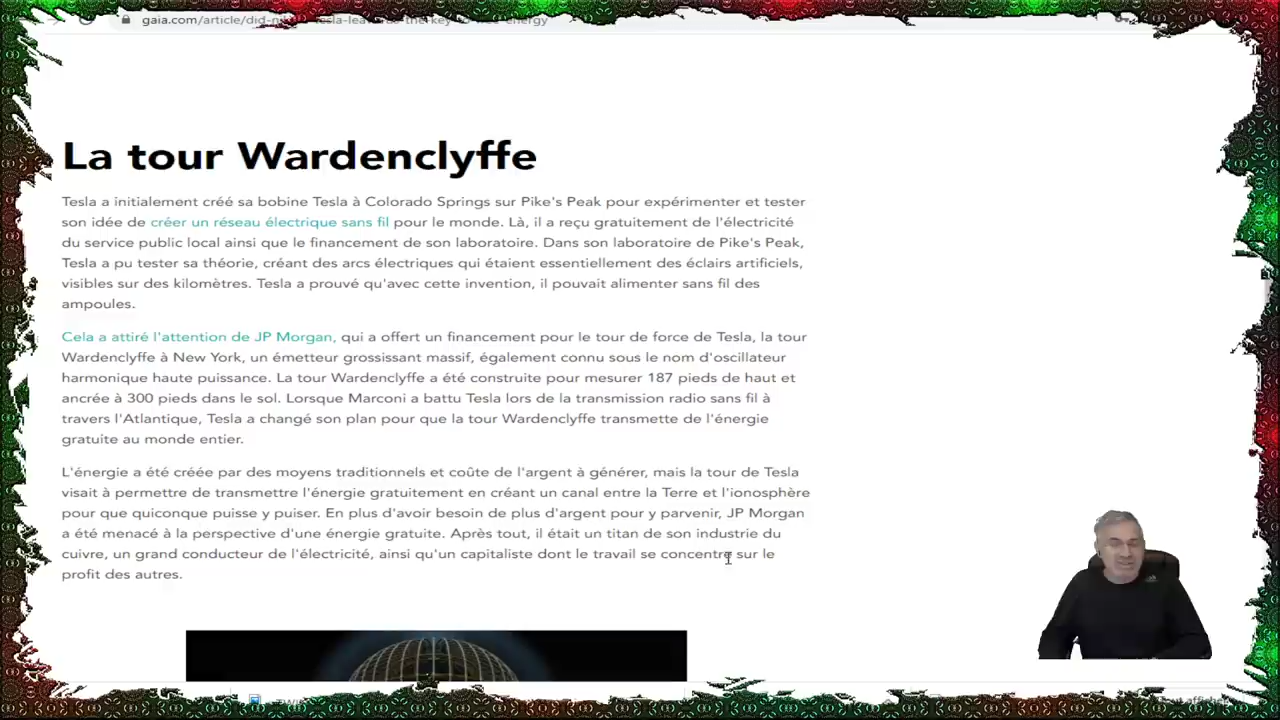 gaia.com/article/did-n
energy
La tour Wardenclyffe
Tesla a initialement créé sa bobine Tesla à Colorado Springs sur Pike's Peak pour expérimenter et tester
son idée de créer un réseau électrique sans fil pour le monde. Là, il a reçu gratuitement de l'électricité
du service public local ainsi que le financement de son laboratoire. Dans son laboratoire de Pike's Peak,
Tesla a pu tester sa théorie, créant des arcs électriques qui étaient essentiellement des éclairs artificiels,
visibles sur des kilomètres. Tesla a prouvé qu'avec cette invention, il pouvait alimenter sans fil des
ampoules.
Cela a attiré l'attention de JP Morgan, qui a offert un financement pour le tour de force de Tesla, la tour
Wardenclyffe à New York, un émetteur grossissant massif, également connu sous le nom d'oscillateur
harmonique haute puissance. La tour Wardenclyffe a été construite pour mesurer 187 pieds de haut et
ancrée à 300 pieds dans le sol. Lorsque Marconi a battu Tesla lors de la transmission radio sans fil à
travers l'Atlantique, Tesla a changé son plan pour que la tour Wardenclyffe transmette de l'énergie
gratuite au monde entier.
L'énergie a été créée par des moyens traditionnels et coûte de l'argent à générer, mais la tour de Tesla
visait à permettre de transmettre l'énergie gratuitement en créant un canal entre la Terre et l'ionosphère
pour que quiconque puisse y puiser. En plus d'avoir besoin de plus d'argent pour y parvenir, JP Morgan
a été menacé à la perspective d'une énergie gratuite. Après tout, il était un titan de son industrie du
cuivre, un grand conducteur de l'électricité, ainsi qu'un capitaliste dont le travail se concentre sur le
profit des autres.